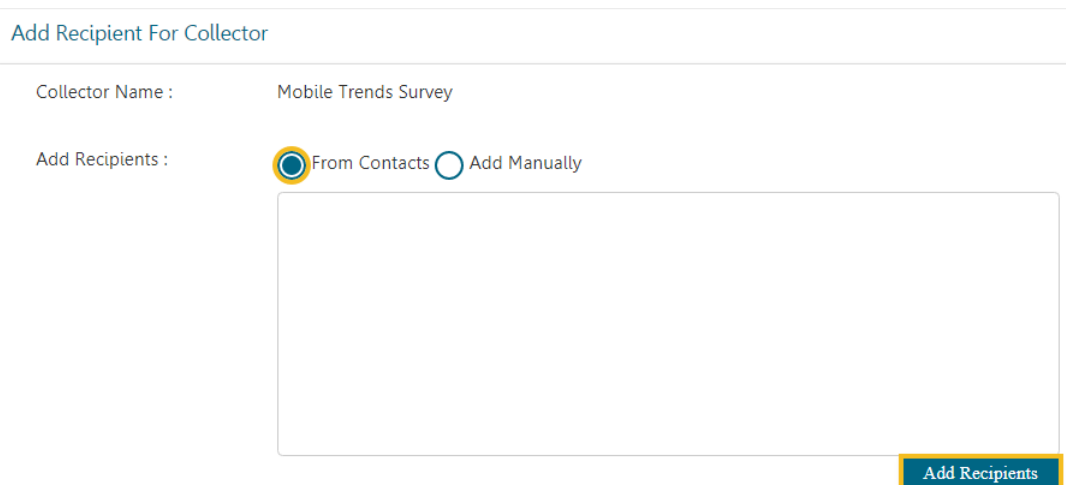 Add Recipient For Collector
Collector Name : Mobile Trends Survey
Add Recipients : From Contacts Add Manually
Add Recipients